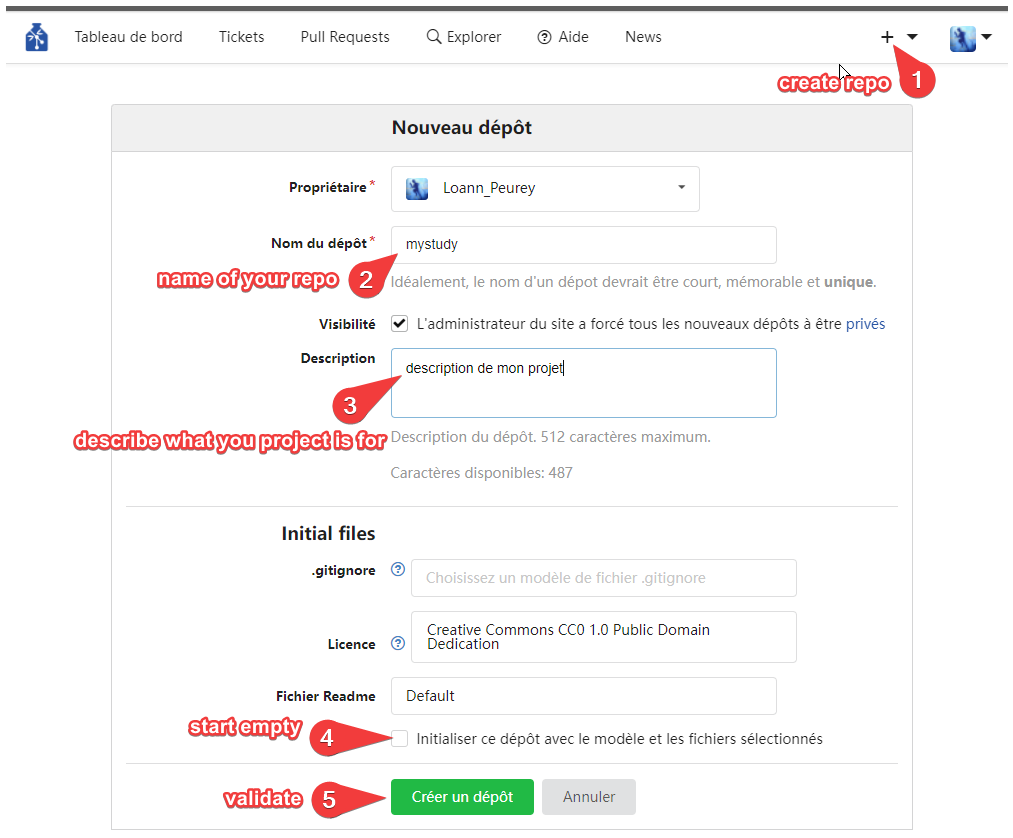 Tableau de bord Tickets Pull Requests Explorer Aide News
create repo 1
Nouveau dépôt
Propriétaire* Loann_Peurey
Nom du dépôt* mystudy
name of your repo 2
Idéalement, le nom d'un dépot devrait être court, mémorable et unique.
Visibilité L'administrateur du site a forcé tous les nouveaux dépôts à être privés
Description description de mon projet
3
describe what you project is for
Description du dépôt. 512 caractères maximum.
Caractères disponibles: 487
Initial files
.gitignore Choisissez un modèle de fichier .gitignore
Licence Creative Commons CC0 1.0 Public Domain
Dedication
Fichier Readme Default
start empty 4
Initialiser ce dépôt avec le modèle et les fichiers sélectionnés
validate 5
Créer un dépôt Annuler